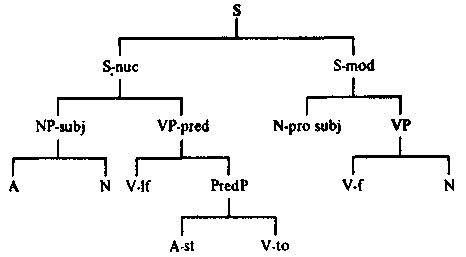 S
S-nuc S-mod
NP-subj VP-pred N-pro subj VP
A N V-lf PredP V-f N
A-st V-to